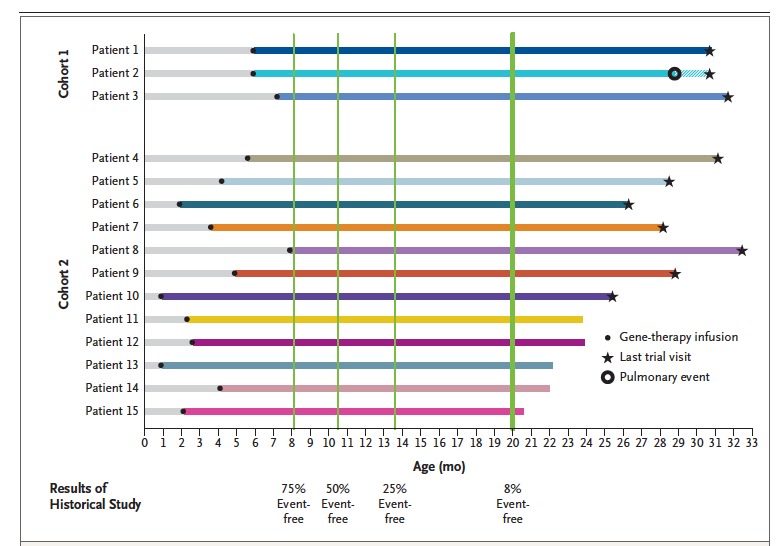 Cohort 1
Patient 1
Patient 2
Patient 3
Cohort 2
Patient 4
Patient 5
Patient 6
Patient 7
Patient 8
Patient 9
Patient 10
Patient 11
Patient 12
Patient 13
Patient 14
Patient 15
Gene-therapy infusion
Last trial visit
Pulmonary event
0 1 2 3 4 5 6 7 8 9 10 11 12 13 14 15 16 17 18 19 20 21 22 23 24 25 26 27 28 29 30 31 32 33
Age (mo)
Results of
Historical Study
75%
Event-
free
50%
Event-
free
25%
Event-
free
8%
Event-
free